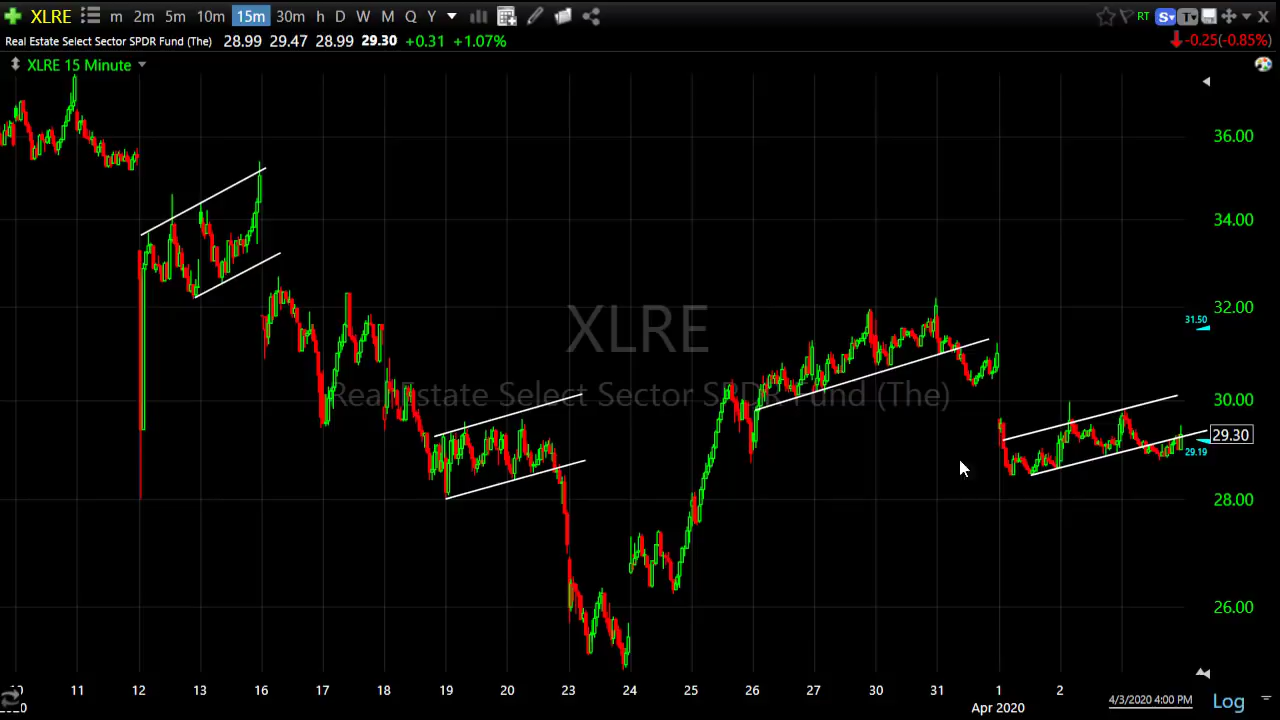 XLRE m 2m 5m 10m 15m 30m h D W M Q Y RT S T X
Real Estate Select Sector SPDR Fund (The) 28.99 29.47 28.99 29.30 +0.31 +1.07% -0.25(-0.85%)
XLRE 15 Minute
36.00
34.00
32.00
31.50
XLRE
Real Estate Select Sector SPDR Fund (The)
30.00
29.30
29.19
28.00
26.00
11 12 13 16 17 18 19 20 23 24 25 26 27 30 31 1 2 4/3/2020 4:00 PM Log
Apr 2020